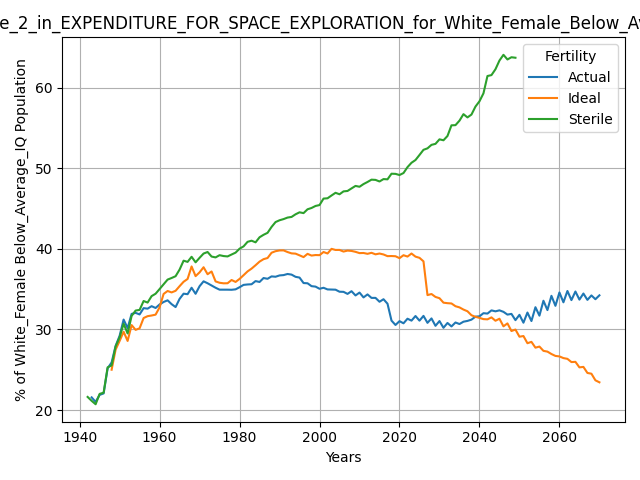 e_2_in_EXPENDITURE_FOR_SPACE_EXPLORATION_for_White_Female_Below_Av
% of White_Female Below_Average_IQ Population
60
50
40
30
20
Fertility
Actual
Ideal
Sterile
1940 1960 1980 2000 2020 2040 2060
Years